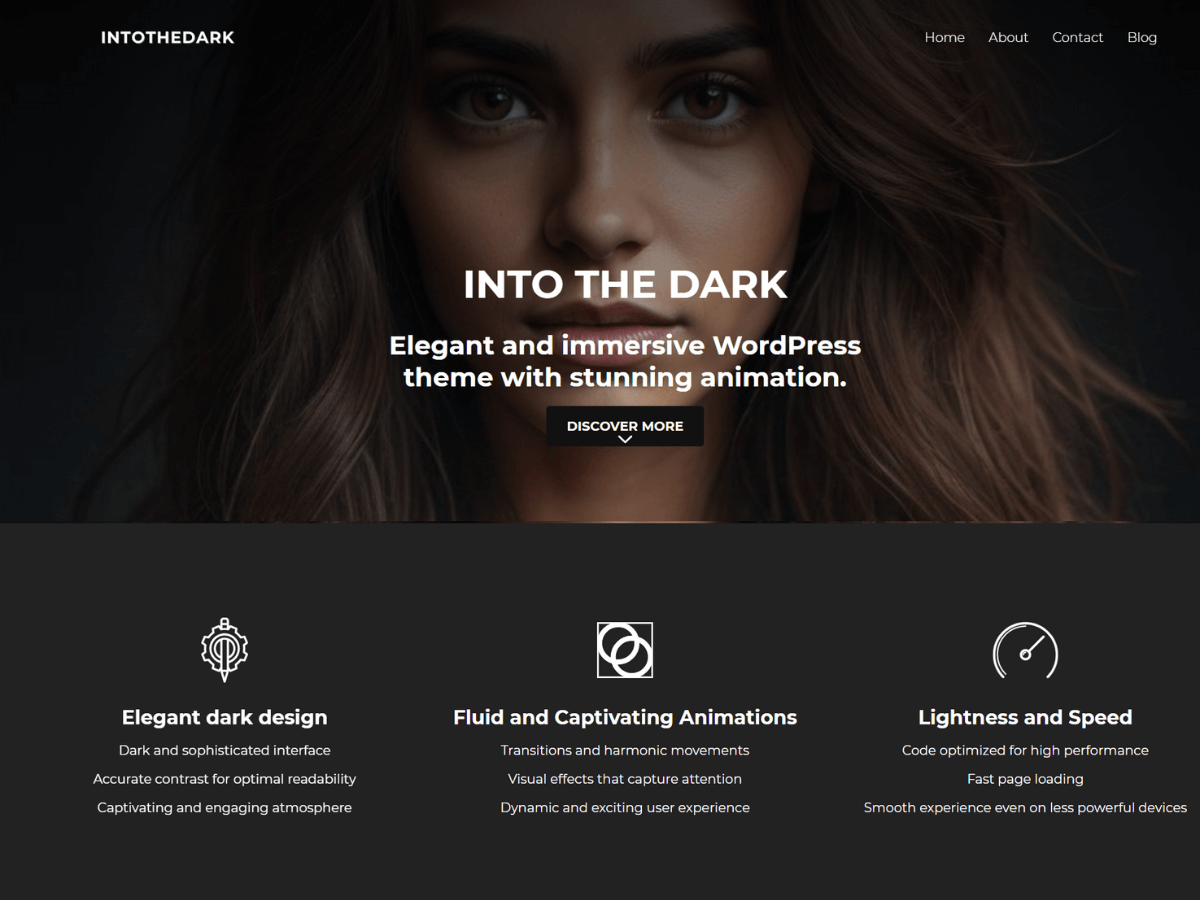 INTOTHEDARK
Home About Contact Blog
INTO THE DARK
Elegant and immersive WordPress
theme with stunning animation.
DISCOVER MORE
Elegant dark design
Dark and sophisticated interface
Accurate contrast for optimal readability
Captivating and engaging atmosphere
Fluid and Captivating Animations
Transitions and harmonic movements
Visual effects that capture attention
Dynamic and exciting user experience
Lightness and Speed
Code optimized for high performance
Fast page loading
Smooth experience even on less powerful devices